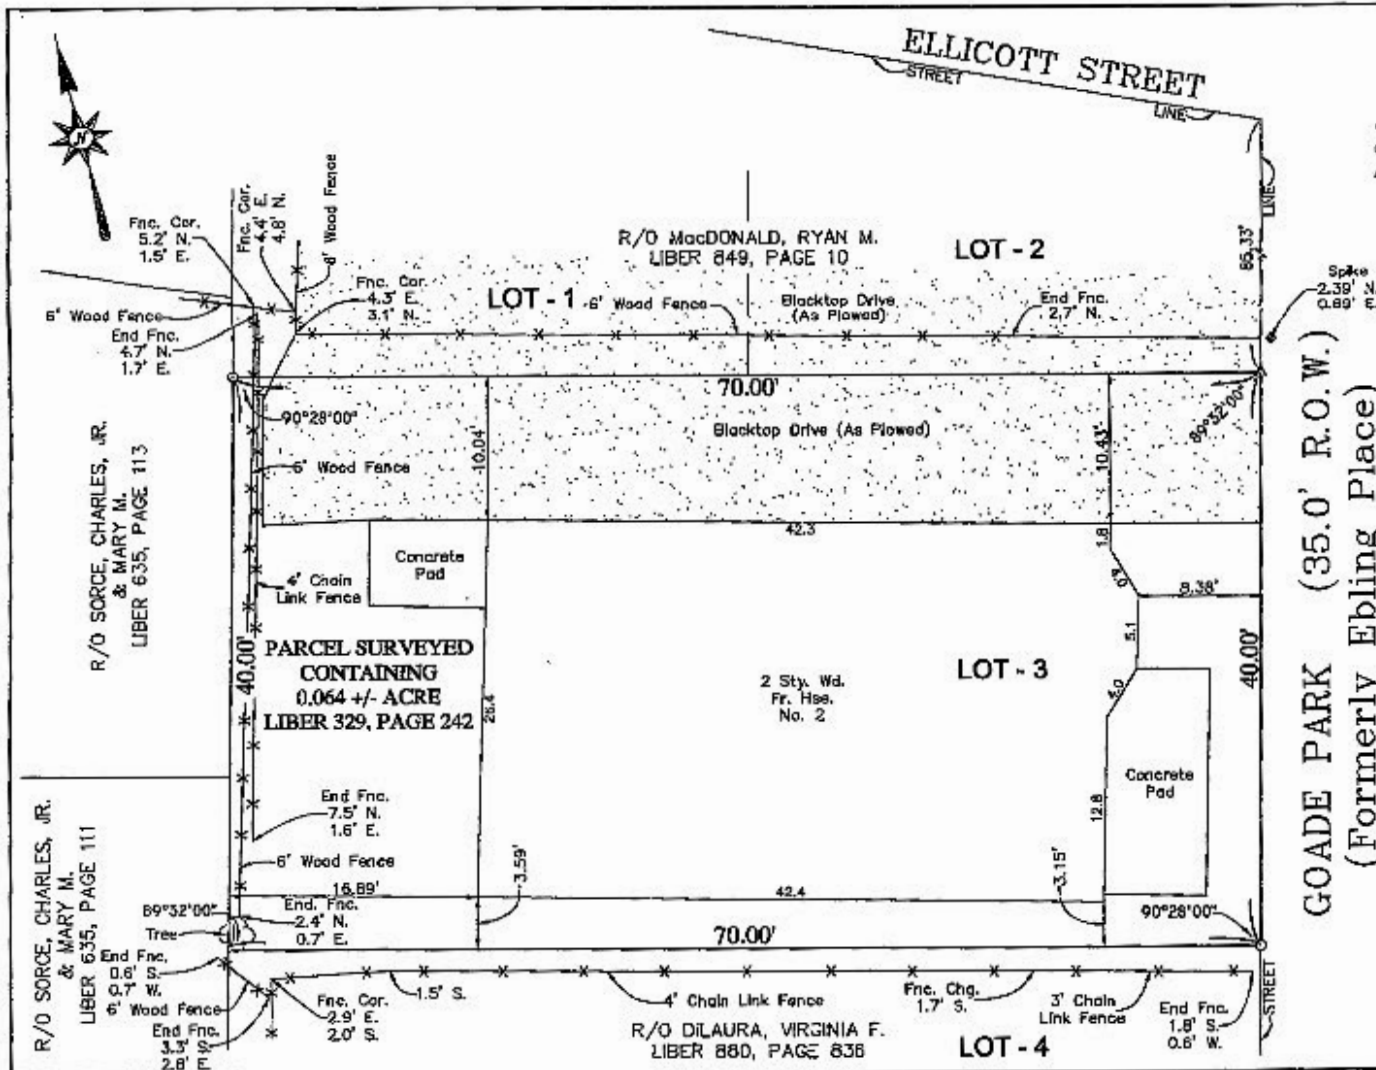 ELLICOTT STREET
STREET
LINE
N
LINE
85.33'
Fnc. Cor.
5.2' N.
1.5' E.
Fnc. Cor.
4.4' E.
4.8' N.
6' Wood Fence
R/O MacDONALD, RYAN M.
LIBER 849, PAGE 10
LOT - 2
Spike
2.39' N.
0.69' E.
6' Wood Fence
Fnc. Cor.
4.3' E.
3.1' N.
LOT - 1
6' Wood Fence
Blacktop Drive
(As Plowed)
End Fnc.
2.7' N.
End Fnc.
4.7' N.
1.7' E.
70.00'
90°28'00"
89°32'00"
Blacktop Drive (As Plowed)
10.04'
10.43'
6' Wood Fence
R/O SORCE, CHARLES, JR.
& MARY M.
LIBER 635, PAGE 113
42.3
1.8
Concrete
Pad
4.0
8.38'
4' Chain
Link Fence
5.1
40.00'
PARCEL SURVEYED
CONTAINING
0.064 +/- ACRE
LIBER 329, PAGE 242
26.4
2 Sty. Wd.
Fr. Hse.
No. 2
LOT - 3
4.0
40.00'
GOADE PARK (35.0' R.O.W.)
(Formerly Ebling Place)
Concrete
Pad
12.8
End Fnc.
7.5' N.
1.6' E.
6' Wood Fence
R/O SORCE, CHARLES, JR.
& MARY M.
LIBER 635, PAGE 111
16.89'
3.59'
42.4
3.15'
89°32'00"
End. Fnc.
2.4' N.
0.7' E.
Tree
90°28'00"
70.00'
End Fnc.
0.6' S.
0.7' W.
6' Wood Fence
End Fnc.
3.3' S.
2.8' E.
Fnc. Cor.
2.9' E.
2.0' S.
1.5' S.
4' Chain Link Fence
Fnc. Chg.
1.7' S.
3' Chain
Link Fence
End Fnc.
1.8' S.
0.6' W.
STREET
R/O DiLAURA, VIRGINIA F.
LIBER 880, PAGE 836
LOT - 4